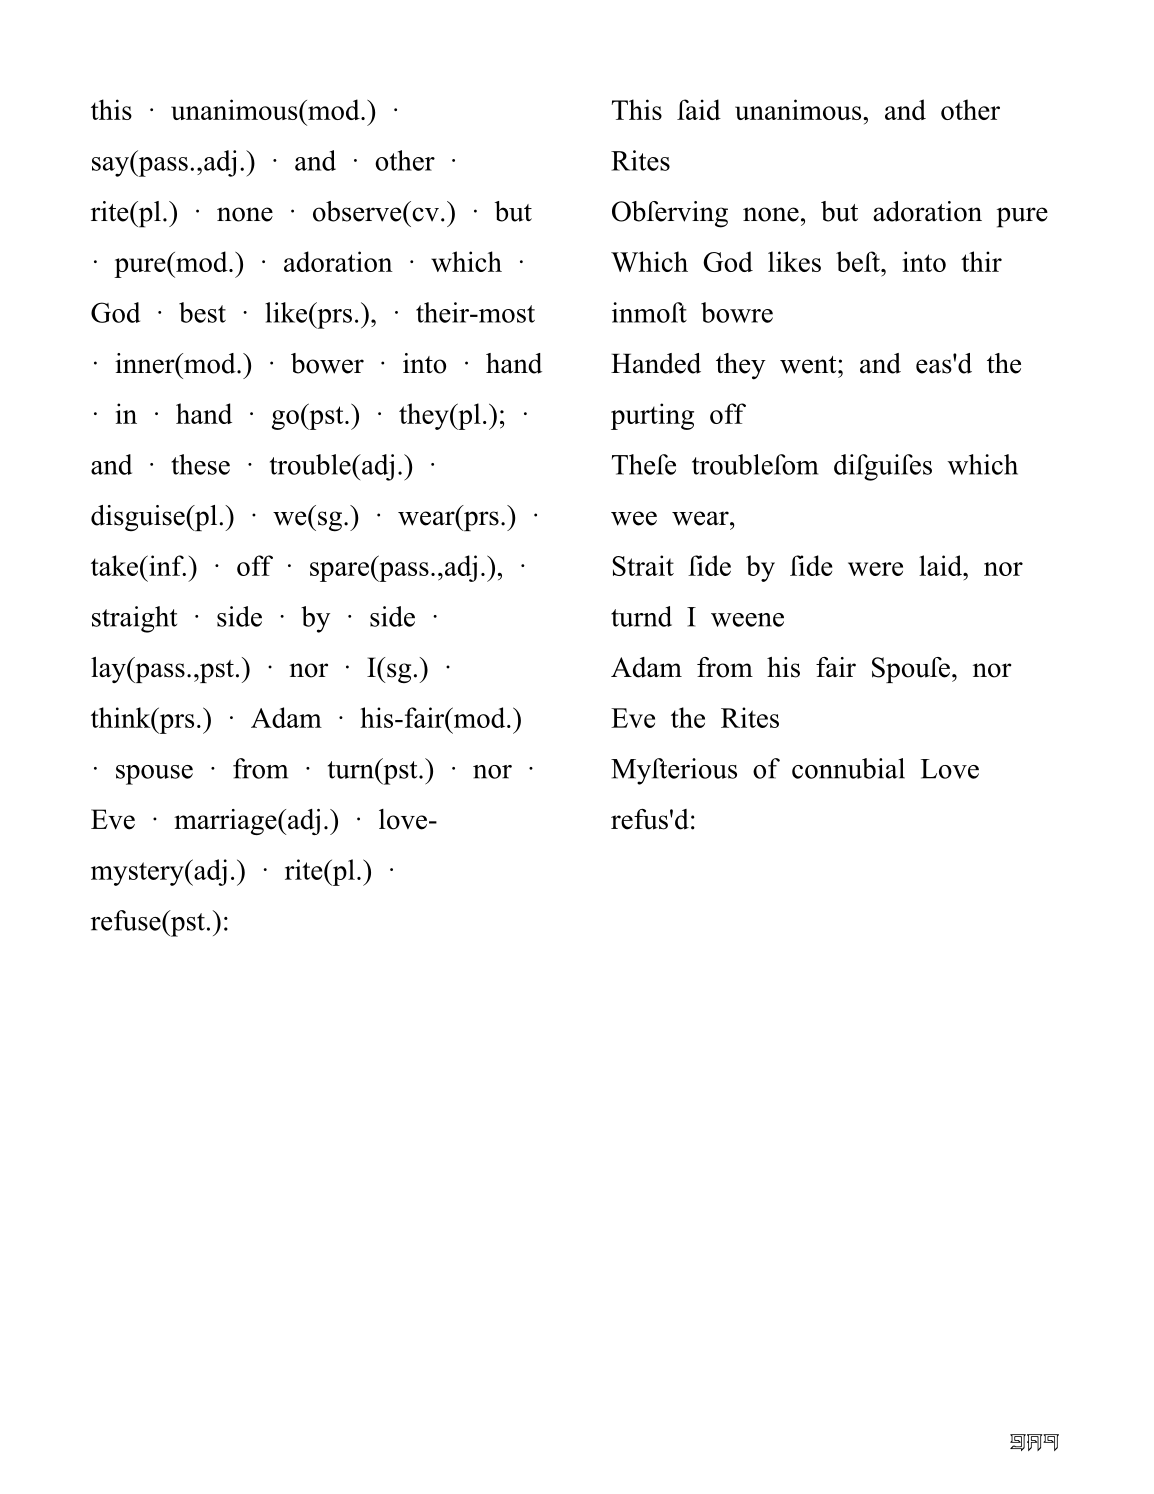 this · unanimous(mod.) ·
say(pass.,adj.) · and · other ·
rite(pl.) · none · observe(cv.) · but
· pure(mod.) · adoration · which ·
God · best · like(prs.), · their-most
· inner(mod.) · bower · into · hand
· in · hand · go(pst.) · they(pl.); ·
and · these · trouble(adj.) ·
disguise(pl.) · we(sg.) · wear(prs.) ·
take(inf.) · off · spare(pass.,adj.), ·
straight · side · by · side ·
lay(pass.,pst.) · nor · I(sg.) ·
think(prs.) · Adam · his-fair(mod.)
· spouse · from · turn(pst.) · nor ·
Eve · marriage(adj.) · love-
mystery(adj.) · rite(pl.) ·
refuse(pst.):
This ſaid unanimous, and other
Rites
Obſerving none, but adoration pure
Which God likes beſt, into thir
inmoſt bowre
Handed they went; and eas'd the
purting off
Theſe troubleſom diſguiſes which
wee wear,
Strait ſide by ſide were laid, nor
turnd I weene
Adam from his fair Spouſe, nor
Eve the Rites
Myſterious of connubial Love
refus'd: